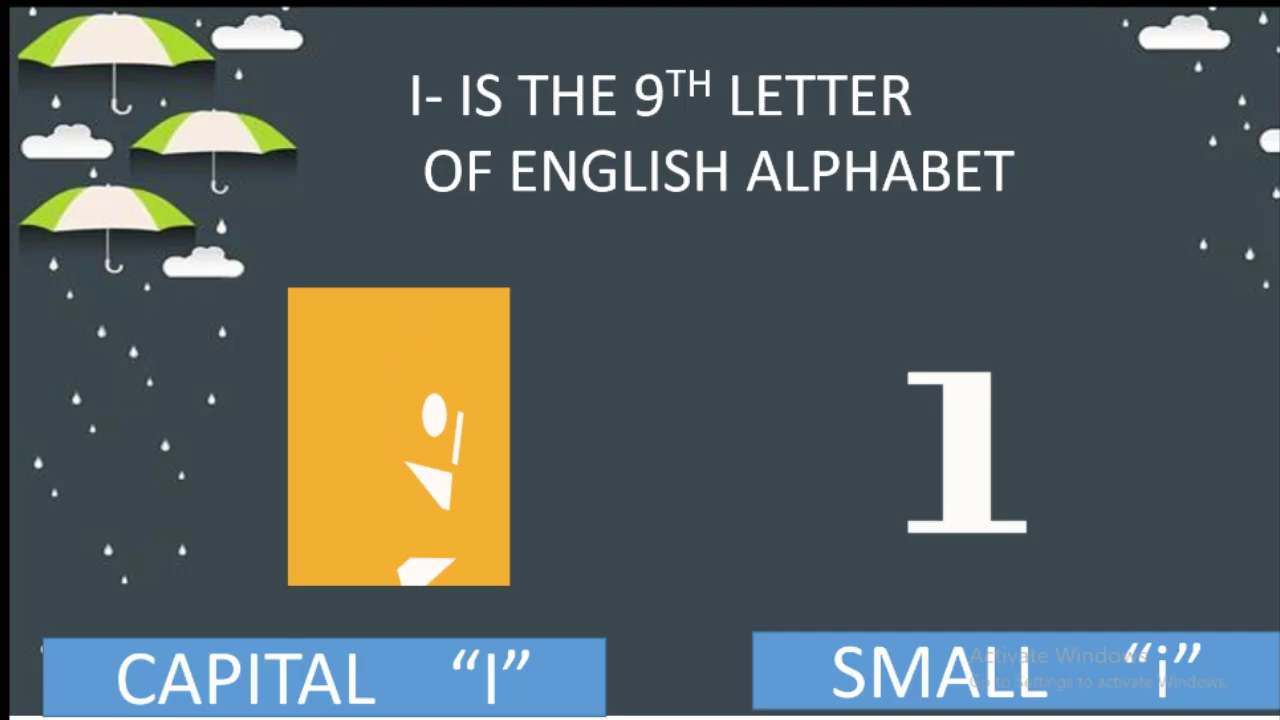 I- IS THE 9TH LETTER
OF ENGLISH ALPHABET
ı
CAPITAL “I”
SMALL “i”
Activate Windows
Go to Settings to activate Windows.